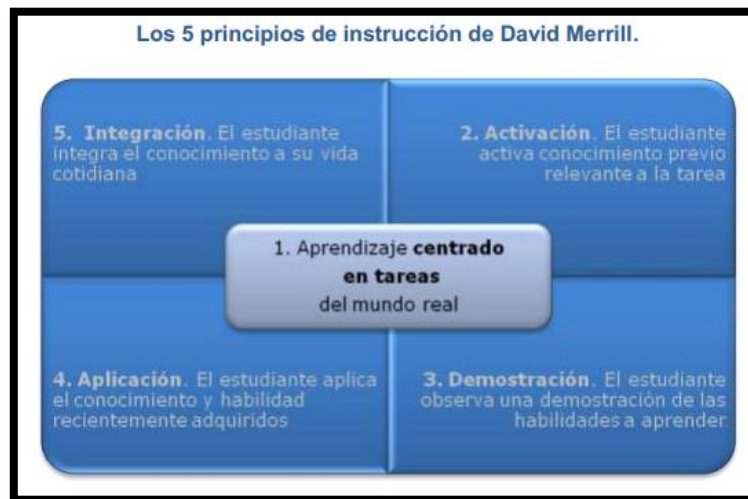 Los 5 principios de instrucción de David Merrill.
5. Integración. El estudiante
integra el conocimiento a su vida
cotidiana
2. Activación. El estudiante
activa conocimiento previo
relevante a la tarea
1. Aprendizaje centrado
en tareas
del mundo real
4. Aplicación. El estudiante aplica
el conocimiento y habilidad
recientemente adquiridos
3. Demostración. El estudiante
observa una demostración de las
habilidades a aprender